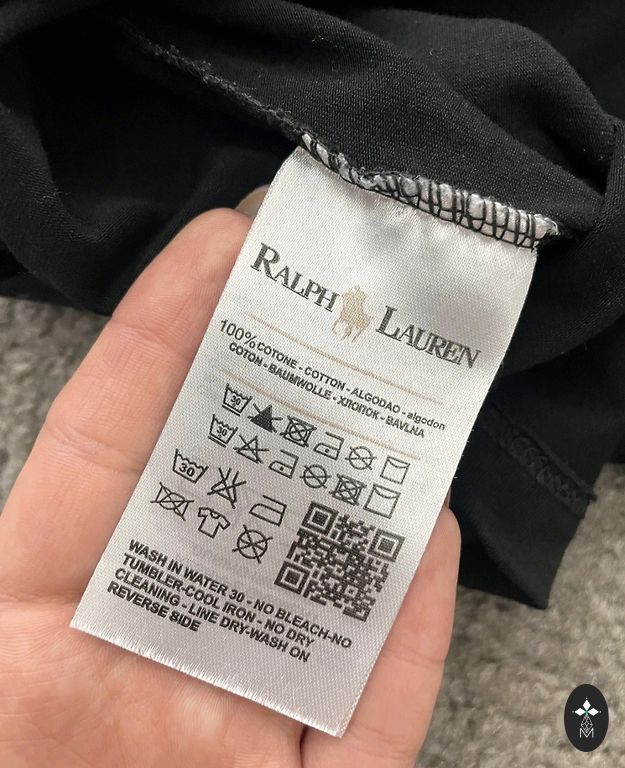 RALPH LAUREN
100% COTONE - COTTON - ALGODAO - algodon
COTON - BAUMWOLLE - ХЛОПОК - BAVLNA
30
30
30
WASH IN WATER 30 - NO BLEACH-NO
TUMBLER-COOL IRON - NO DRY
CLEANING - LINE DRY-WASH ON
REVERSE SIDE
M